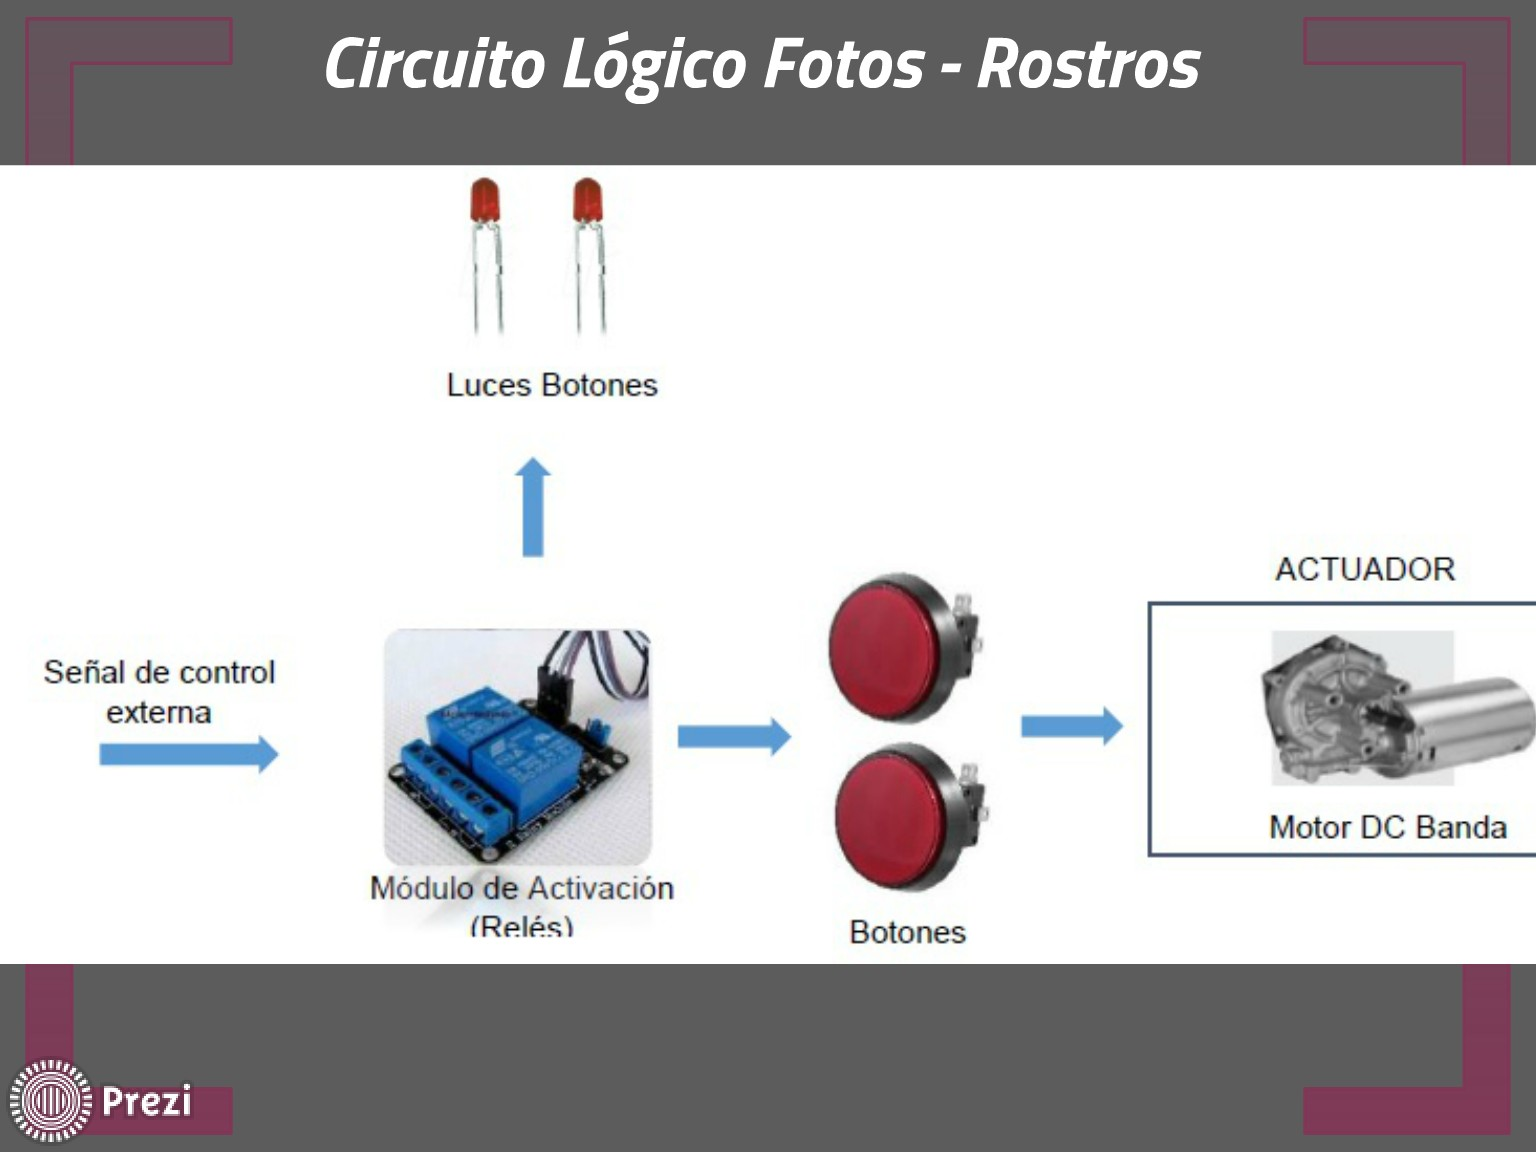 Circuito Lógico Fotos - Rostros
Luces Botones
ACTUADOR
Señal de control
externa
Motor DC Banda
Módulo de Activación
(Relés)
Botones
Prezi